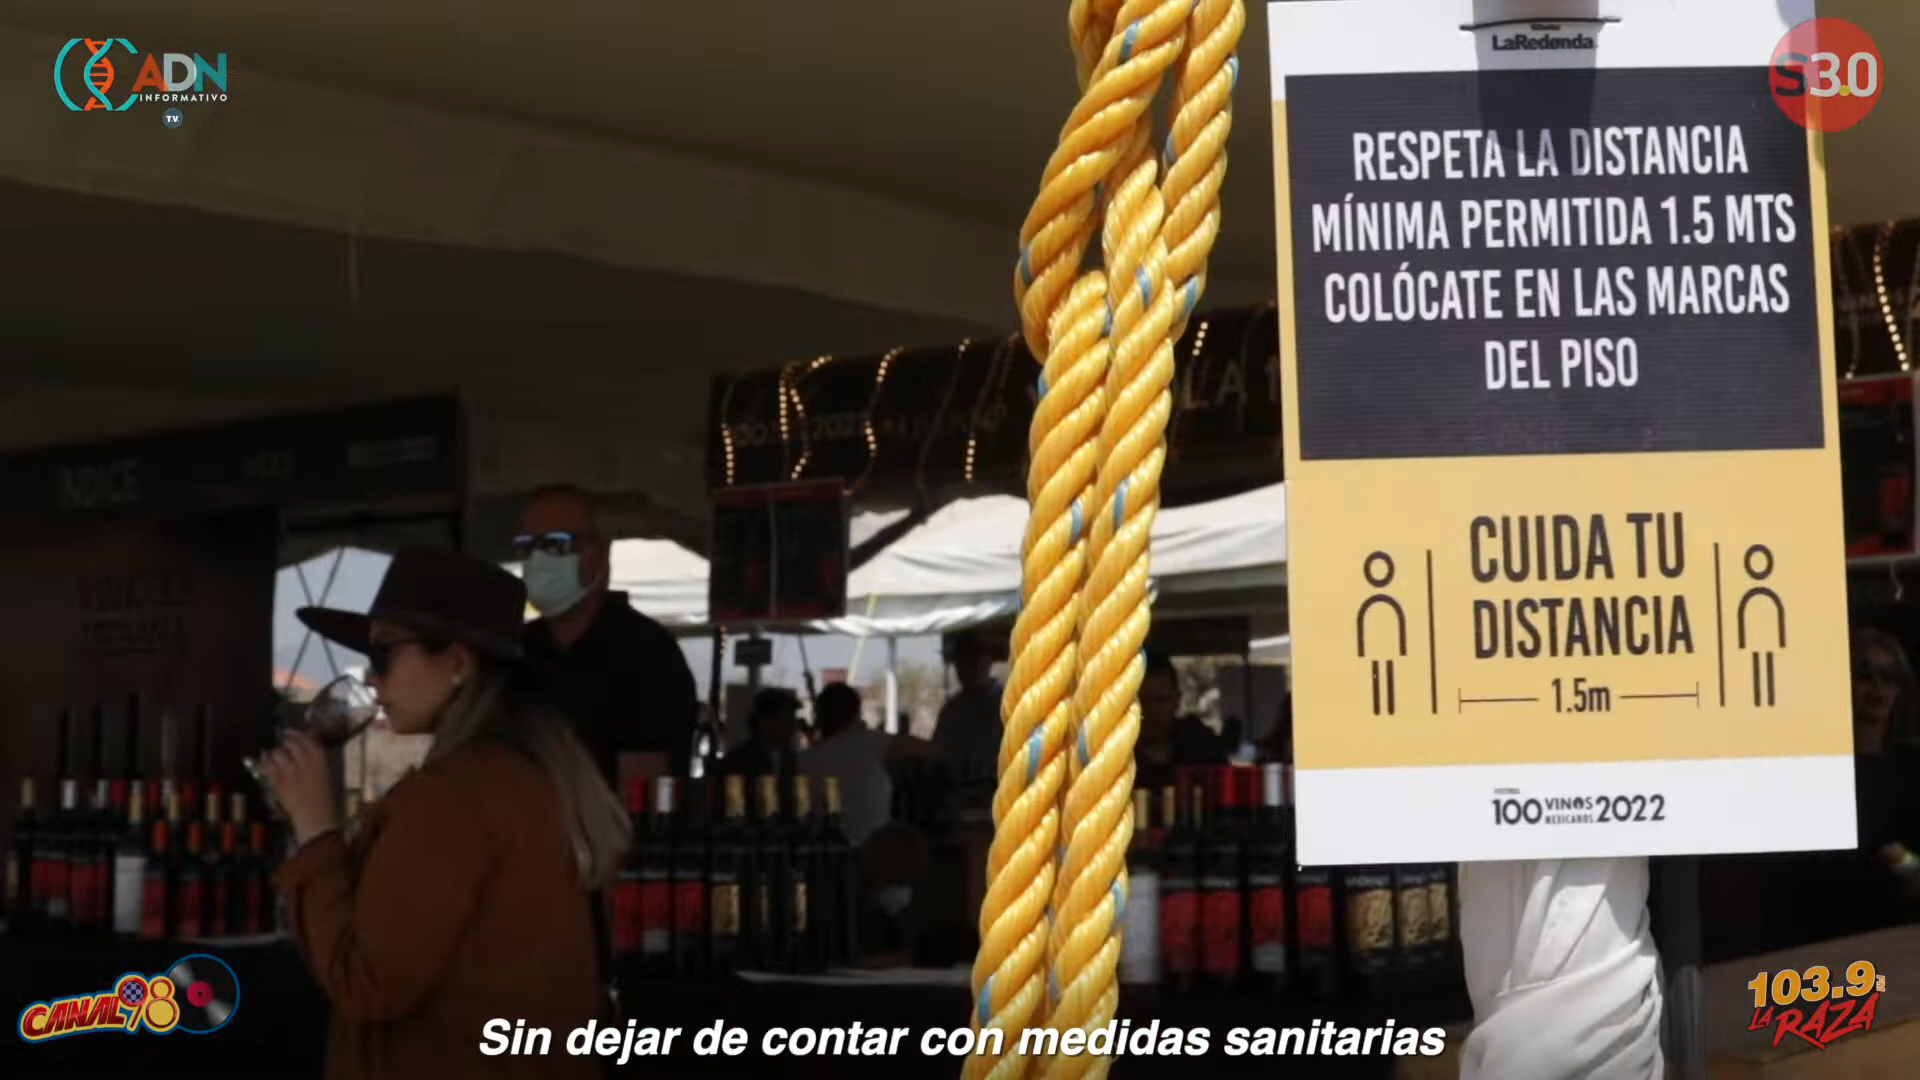 ADN
INFORMATIVO
TV
LaRedonda
S3.0
RESPETA LA DISTANCIA
MÍNIMA PERMITIDA 1.5 MTS
COLÓCATE EN LAS MARCAS
DEL PISO
CUIDA TU
DISTANCIA
1.5m
100 VINOS
MEXICANOS 2022
INDICE
CANAL 98
103.9 FM
LA RAZA
Sin dejar de contar con medidas sanitarias